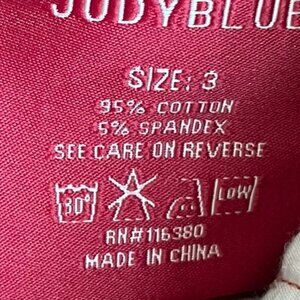 JUDYBLUE
SIZE: 3
95% COTTON
5% SPANDEX
SEE CARE ON REVERSE
30° LOW
RN#116380
MADE IN CHINA